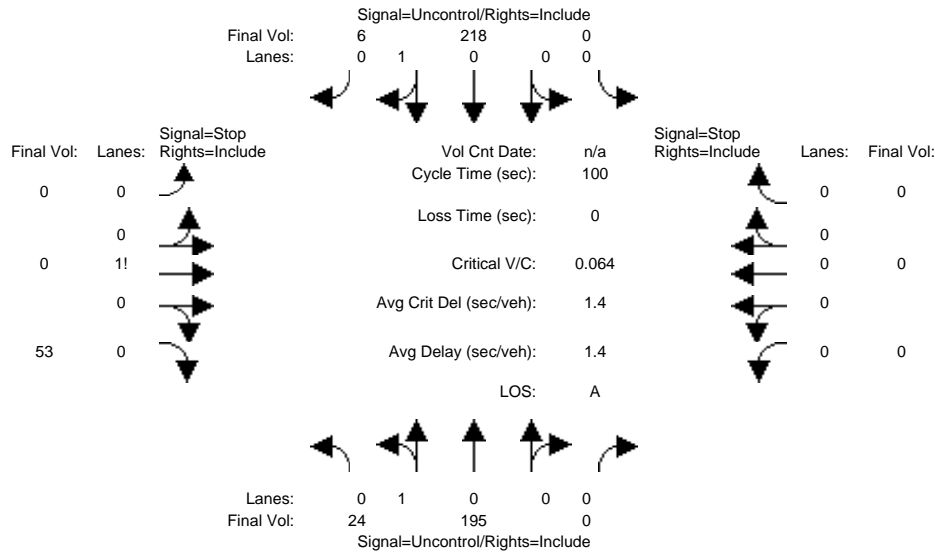 Signal=Uncontrol/Rights=Include
Final Vol: 6 218 0
Lanes: 0 1 0 0 0
Signal=Stop Signal=Stop
Final Vol: Lanes: Rights=Include Vol Cnt Date: n/a Rights=Include Lanes: Final Vol:
Cycle Time (sec): 100
0 0 0 0
Loss Time (sec): 0
0 0
0 1! Critical V/C: 0.064 0 0
0 Avg Crit Del (sec/veh): 1.4 0
53 0 Avg Delay (sec/veh): 1.4 0 0
LOS: A
Lanes: 0 1 0 0 0
Final Vol: 24 195 0
Signal=Uncontrol/Rights=Include